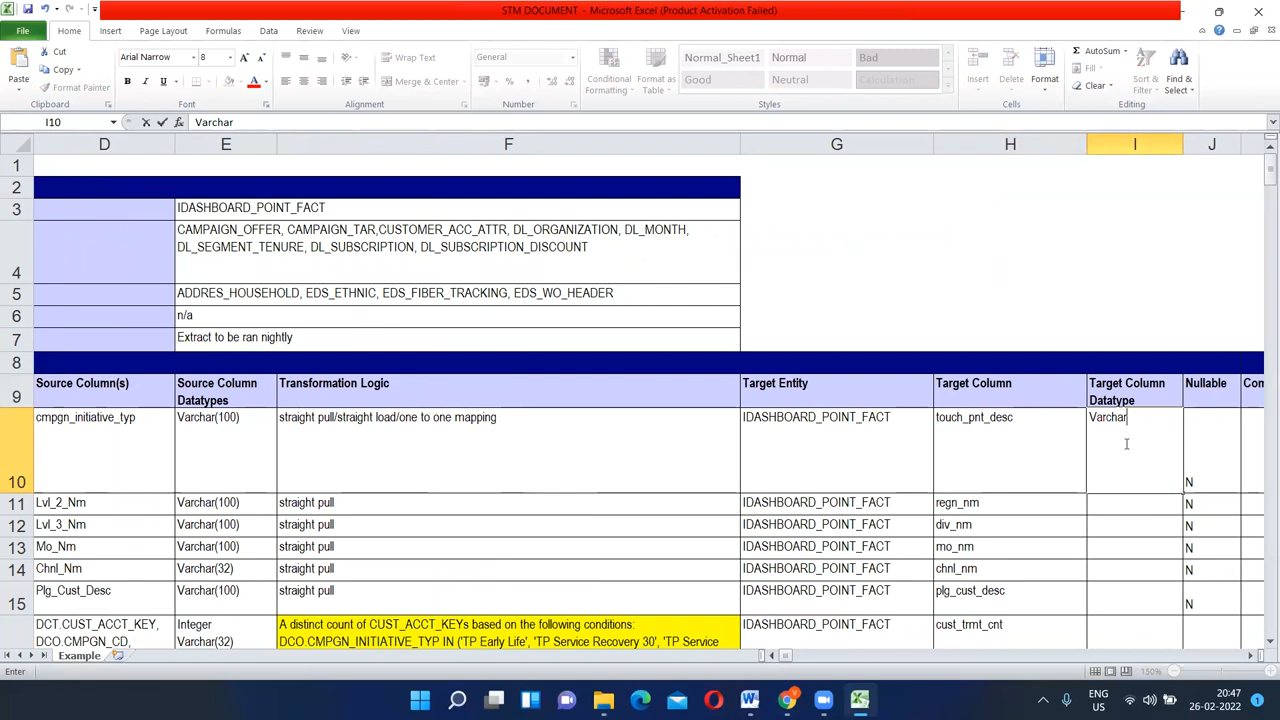 STM DOCUMENT - Microsoft Excel (Product Activation Failed)
File Home Insert Page Layout Formulas Data Review View
Paste
Cut
Copy
Format Painter
Clipboard
Arial Narrow 8
B I U
Font
Wrap Text
Merge & Center
Alignment
General
Number
Conditional Formatting
Format as Table
Normal_Sheet1 Normal Bad
Good Neutral Calculation
Styles
Insert Delete Format
Cells
AutoSum
Fill
Clear
Sort & Filter
Find & Select
Editing
I10 fx Varchar
D E F G H I J
1
2
3 IDASHBOARD_POINT_FACT
CAMPAIGN_OFFER, CAMPAIGN_TAR,CUSTOMER_ACC_ATTR, DL_ORGANIZATION, DL_MONTH,
DL_SEGMENT_TENURE, DL_SUBSCRIPTION, DL_SUBSCRIPTION_DISCOUNT
4
5 ADDRES_HOUSEHOLD, EDS_ETHNIC, EDS_FIBER_TRACKING, EDS_WO_HEADER
6 n/a
7 Extract to be ran nightly
8
Source Column(s) Source Column Transformation Logic Target Entity Target Column Target Column Nullable Com
9 Datatypes Datatype
cmpgn_initiative_typ Varchar(100) straight pull/straight load/one to one mapping IDASHBOARD_POINT_FACT touch_pnt_desc Varchar
10 N
11 Lvl_2_Nm Varchar(100) straight pull IDASHBOARD_POINT_FACT regn_nm N
12 Lvl_3_Nm Varchar(100) straight pull IDASHBOARD_POINT_FACT div_nm N
13 Mo_Nm Varchar(100) straight pull IDASHBOARD_POINT_FACT mo_nm N
14 Chnl_Nm Varchar(32) straight pull IDASHBOARD_POINT_FACT chnl_nm N
Plg_Cust_Desc Varchar(100) straight pull IDASHBOARD_POINT_FACT plg_cust_desc
15 N
DCT.CUST_ACCT_KEY, Integer A distinct count of CUST_ACCT_KEYs based on the following conditions: IDASHBOARD_POINT_FACT cust_trmt_cnt
DCO.CMPGN_CD, Varchar(32) DCO.CMPGN_INITIATIVE_TYP IN ('TP Early Life', 'TP Service Recovery 30', 'TP Service
Example
Enter 150%
ENG 20:47
US 26-02-2022